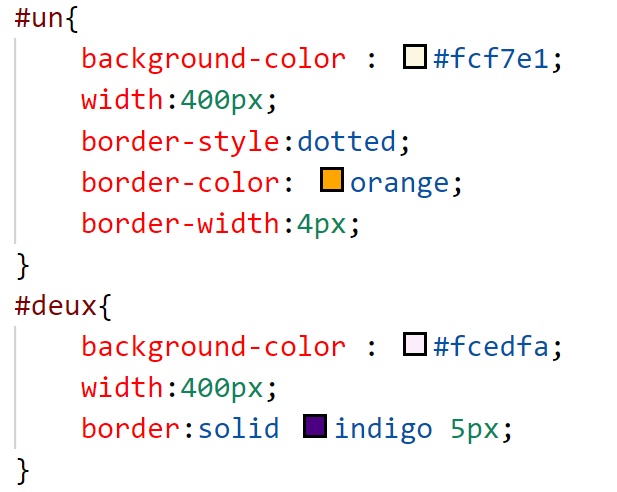 #un{
background-color : #fcf7e1;
width:400px;
border-style:dotted;
border-color: orange;
border-width:4px;
}
#deux{
background-color : #fcedfa;
width:400px;
border:solid indigo 5px;
}